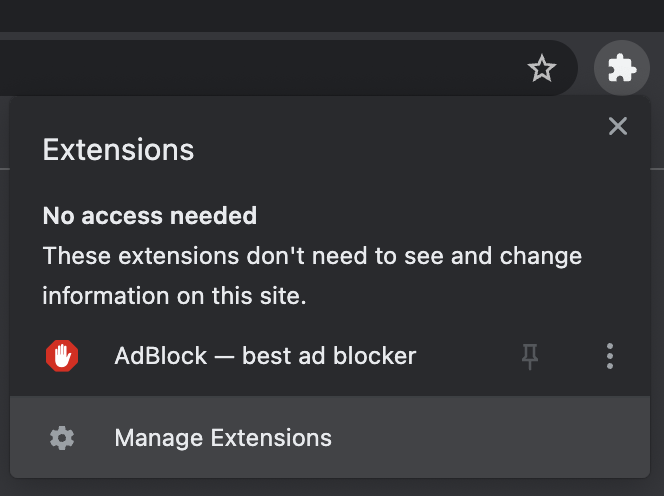 Extensions
No access needed
These extensions don't need to see and change
information on this site.
AdBlock — best ad blocker
Manage Extensions